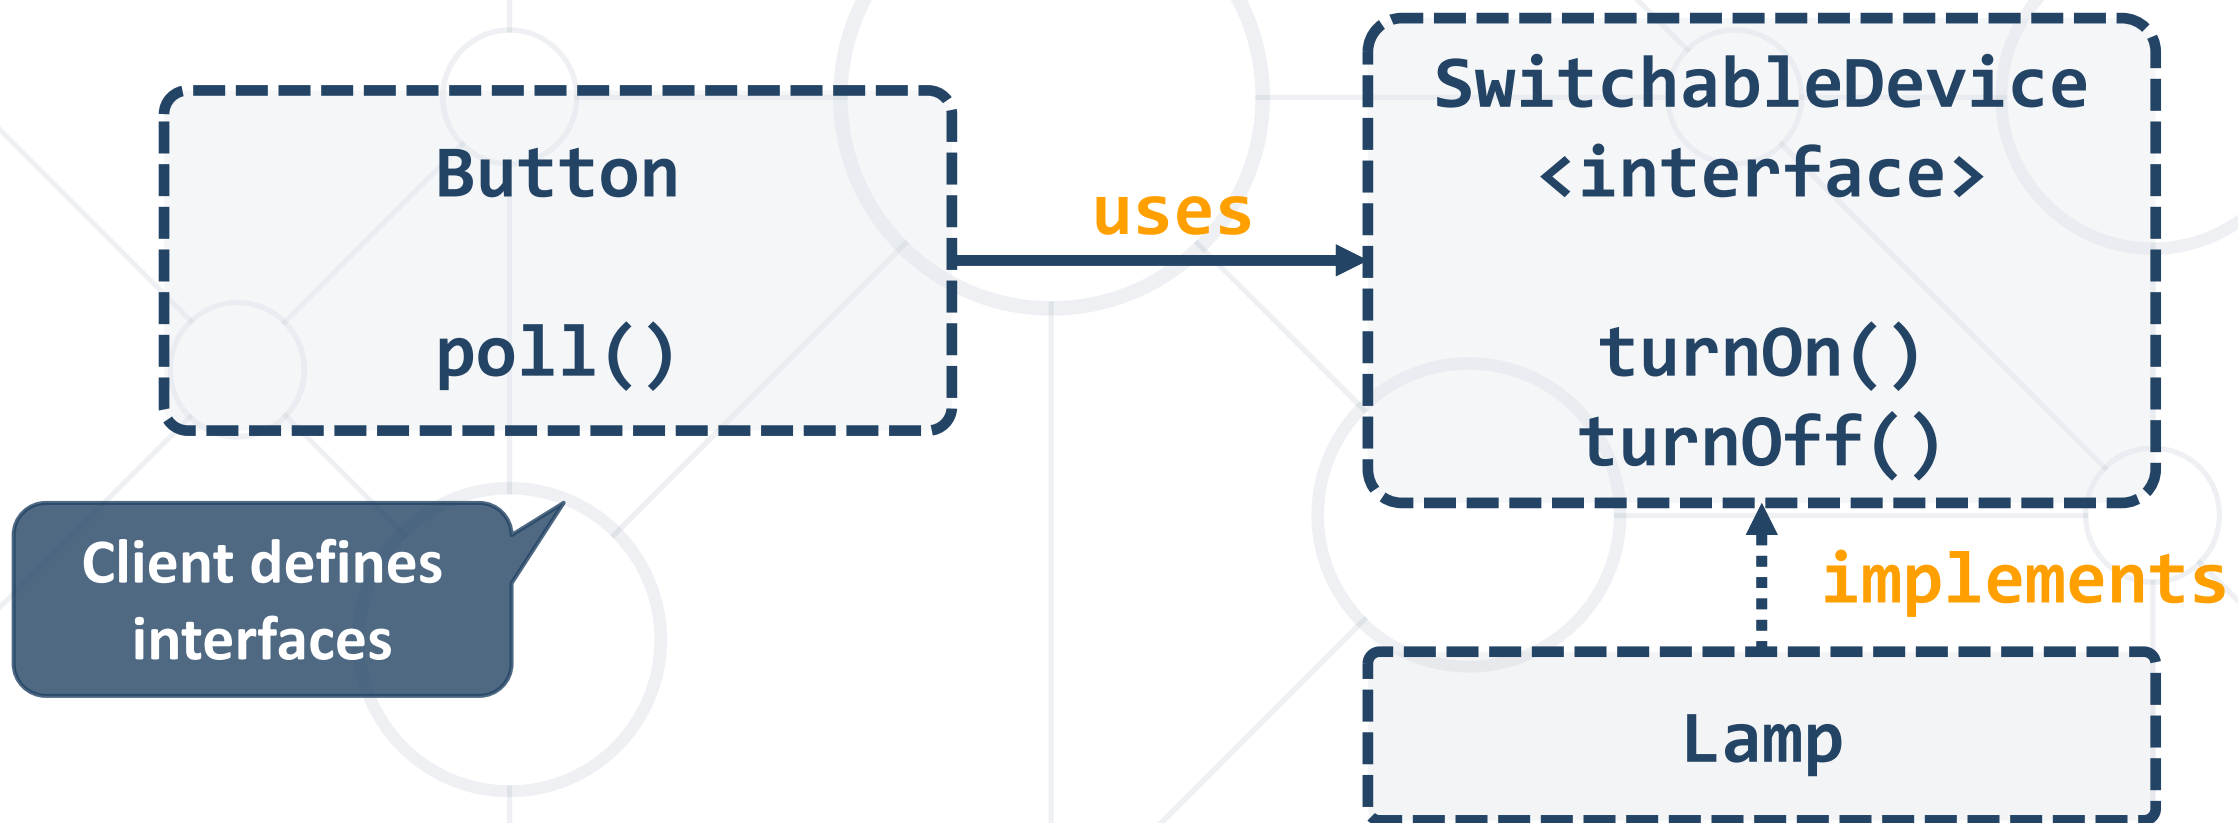 Button
poll()
uses
SwitchableDevice
<interface>
turnOn()
turnOff()
Client defines
interfaces
implements
Lamp